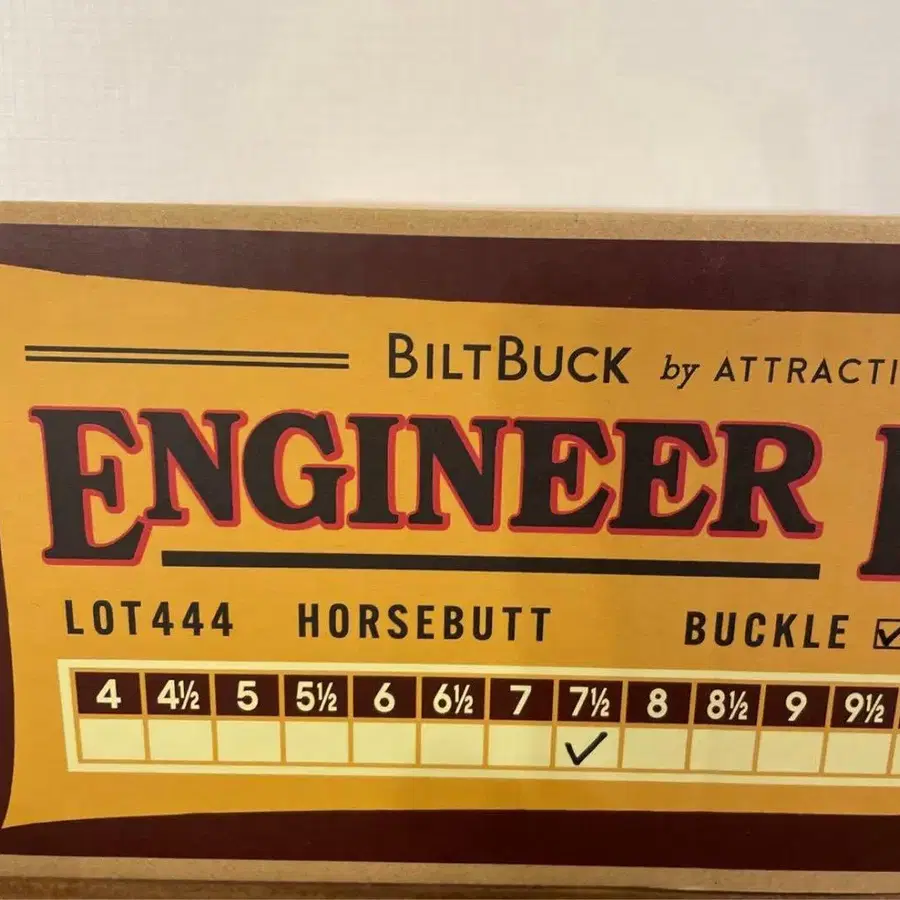 BILTBUCK by ATTRACTI
ENGINEER
LOT444 HORSEBUTT BUCKLE ☑
4 4½ 5 5½ 6 6½ 7 7½ 8 8½ 9 9½
✓